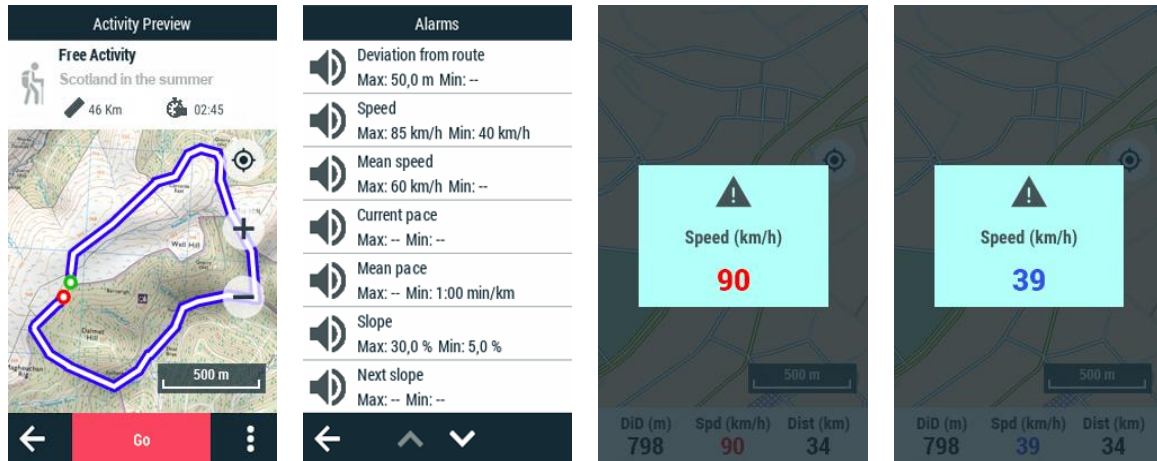 Activity Preview
Free Activity
Scotland in the summer
46 Km 02:45
Well Hill
Dalmet
Hill
500 m
Go
Alarms
Deviation from route
Max: 50,0 m Min: --
Speed
Max: 85 km/h Min: 40 km/h
Mean speed
Max: 60 km/h Min: --
Current pace
Max: -- Min: --
Mean pace
Max: -- Min: 1:00 min/km
Slope
Max: 30,0 % Min: 5,0 %
Next slope
Max: -- Min: --
Speed (km/h)
90
500 m
DiD (m) Spd (km/h) Dist (km)
798 90 34
Speed (km/h)
39
500 m
DiD (m) Spd (km/h) Dist (km)
798 39 34